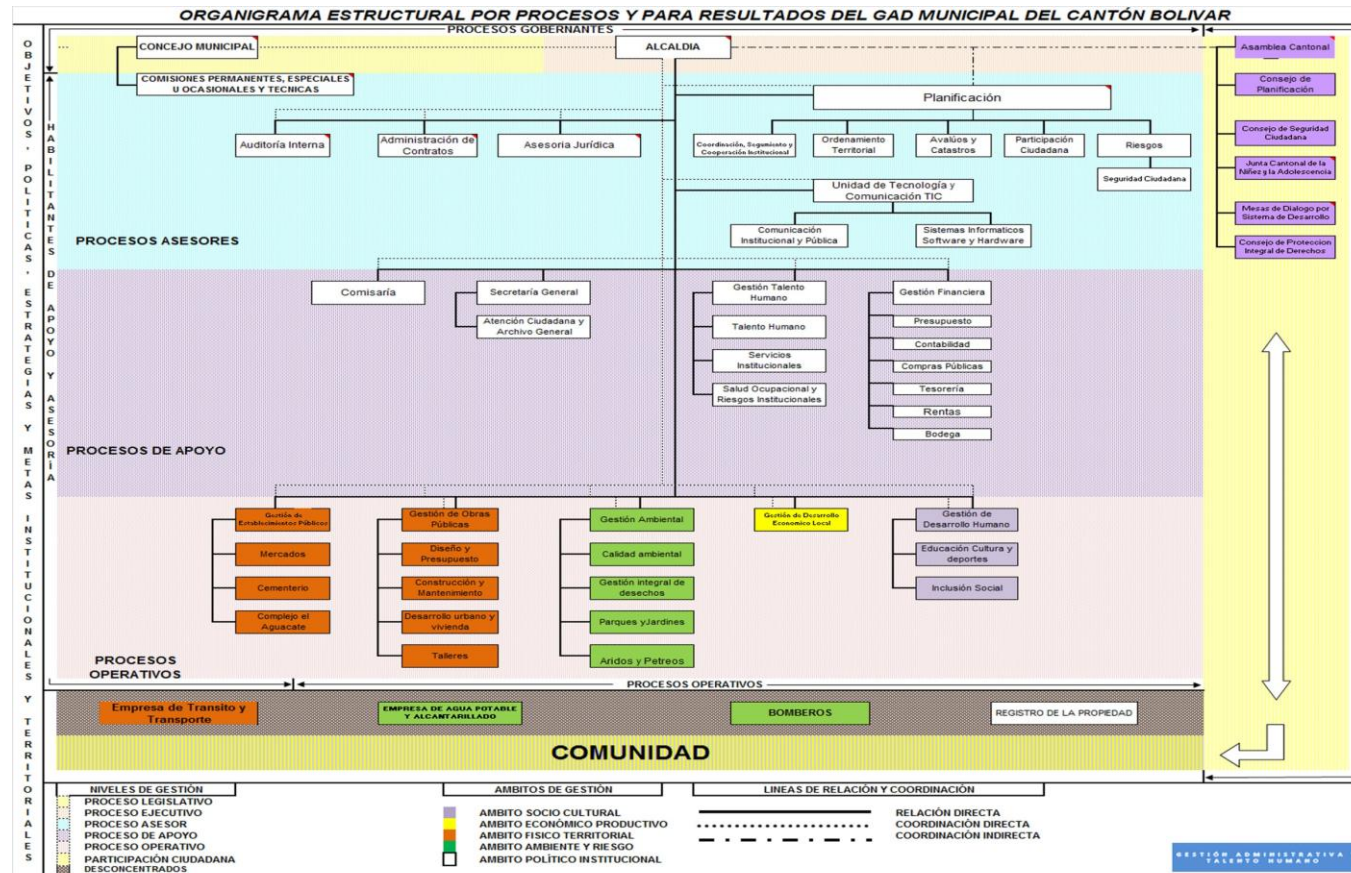 ORGANIGRAMA ESTRUCTURAL POR PROCESOS Y PARA RESULTADOS DEL GAD MUNICIPAL DEL CANTÓN BOLIVAR
PROCESOS GOBERNANTES
OBJETIVOS, POLITICAS, ESTRATEGIAS Y METAS INSTITUCIONALES Y TERRITORIALES
HABILITANTES DE APOYO Y ASESORÍA
CONCEJO MUNICIPAL
ALCALDIA
COMISIONES PERMANENTES, ESPECIALES
U OCASIONALES Y TECNICAS
Asamblea Cantonal
Consejo de
Planificación
Consejo de Seguridad
Ciudadana
Junta Cantonal de la
Niñez y la Adolescencia
Mesas de Dialogo por
Sistema de Desarrollo
Consejo de Proteccion
Integral de Derechos
Planificación
Auditoría Interna
Administración de
Contratos
Asesoria Jurídica
Coordinación, Seguimiento y
Cooperación Institucional
Ordenamiento
Territorial
Avalúos y
Catastros
Participación
Ciudadana
Riesgos
Seguridad Ciudadana
Unidad de Tecnología y
Comunicación TIC
Comunicación
Institucional y Pública
Sistemas Informaticos
Software y Hardware
PROCESOS ASESORES
Comisaría
Secretaría General
Atención Ciudadana y
Archivo General
Gestión Talento
Humano
Talento Humano
Servicios
Institucionales
Salud Ocupacional y
Riesgos Institucionales
Gestión Financiera
Presupuesto
Contabilidad
Compras Públicas
Tesorería
Rentas
Bodega
PROCESOS DE APOYO
Gestión de
Establecimientos Públicos
Mercados
Cementerio
Complejo el
Aguacate
Gestión de Obras
Públicas
Diseño y
Presupuesto
Construcción y
Mantenimiento
Desarrollo urbano y
vivienda
Talleres
Gestión Ambiental
Calidad ambiental
Gestión integral de
desechos
Parques yJardines
Aridos y Petreos
Gestión de Desarrollo
Economico Local
Gestión de
Desarrollo Humano
Educación Cultura y
deportes
Inclusión Social
PROCESOS
OPERATIVOS
PROCESOS OPERATIVOS
Empresa de Transito y
Transporte
EMPRESA DE AGUA POTABLE
Y ALCANTARILLADO
BOMBEROS
REGISTRO DE LA PROPIEDAD
COMUNIDAD
NIVELES DE GESTIÓN
PROCESO LEGISLATIVO
PROCESO EJECUTIVO
PROCESO ASESOR
PROCESO DE APOYO
PROCESO OPERATIVO
PARTICIPACIÓN CIUDADANA
DESCONCENTRADOS
AMBITOS DE GESTIÓN
AMBITO SOCIO CULTURAL
AMBITO ECONÓMICO PRODUCTIVO
AMBITO FISICO TERRITORIAL
AMBITO AMBIENTE Y RIESGO
AMBITO POLÌTICO INSTITUCIONAL
LINEAS DE RELACIÓN Y COORDINACIÓN
RELACIÓN DIRECTA
COORDINACIÓN DIRECTA
COORDINACIÓN INDIRECTA
GESTIÓN ADMINISTRATIVA
TALENTO HUMANO